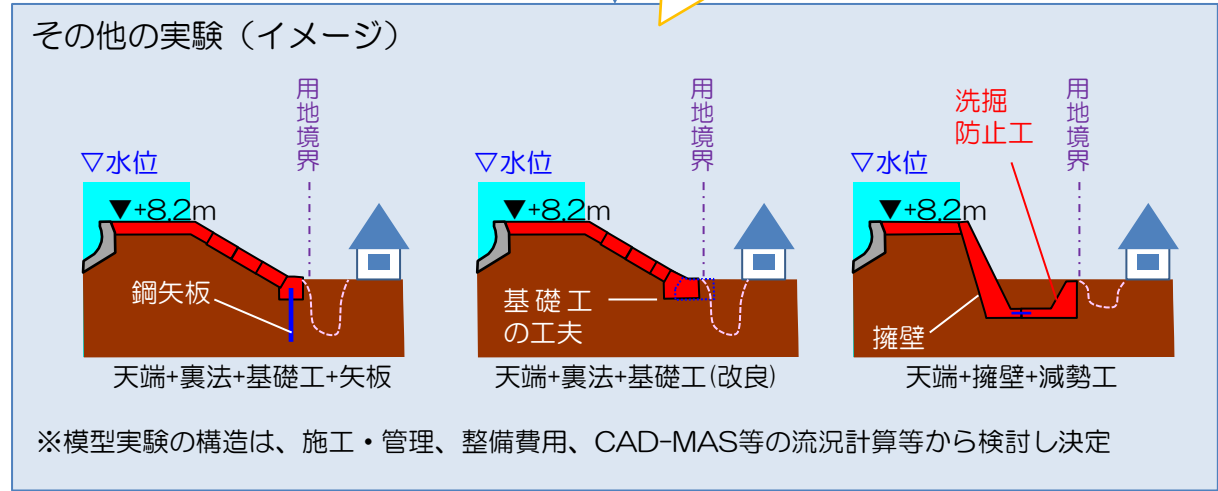 その他の実験（イメージ）
用地境界
▽水位
▼+8.2m
鋼矢板
天端+裏法+基礎工+矢板
用地境界
▽水位
▼+8.2m
基礎工
の工夫
天端+裏法+基礎工(改良)
洗掘
防止工
用地境界
▽水位
▼+8.2m
擁壁
天端+擁壁+減勢工
※模型実験の構造は、施工・管理、整備費用、CAD-MAS等の流況計算等から検討し決定